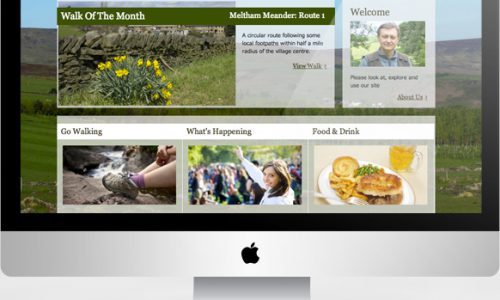 Walk Of The Month
Meltham Meander: Route 1
A circular route following some
local footpaths within half a mile
radius of the village centre.
View Walk
Welcome
Please look at, explore and
use our site
About Us
Go Walking
What's Happening
Food & Drink